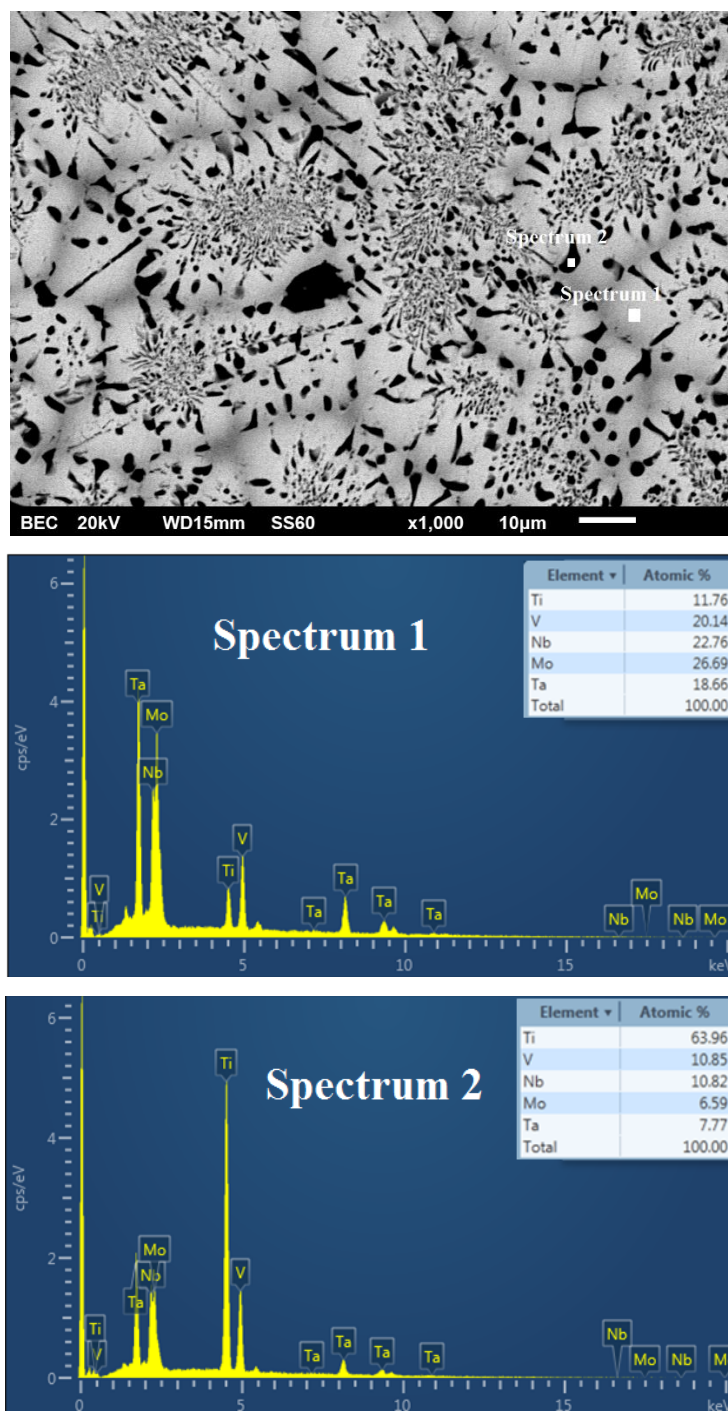 Spectrum 2
Spectrum 1
BEC 20kV WD15mm SS60 x1,000 10µm
Element ▾ Atomic %
Ti 11.76
V 20.14
Nb 22.76
Mo 26.69
Ta 18.66
Total 100.00
Spectrum 1
6
4
2
0
cps/eV
Ta
Mo
Nb
V
Ti
Ti
V
Ta
Ta
Ta
Ta
Nb
Mo
Nb
Mo
0 5 10 15 keV
Element ▾ Atomic %
Ti 63.96
V 10.85
Nb 10.82
Mo 6.59
Ta 7.77
Total 100.00
Spectrum 2
6
4
2
0
cps/eV
Ti
Mo
Nb
Ta
V
Ti
V
Ta
Ta
Ta
Ta
Nb
Mo
Nb
M
0 5 10 15 keV